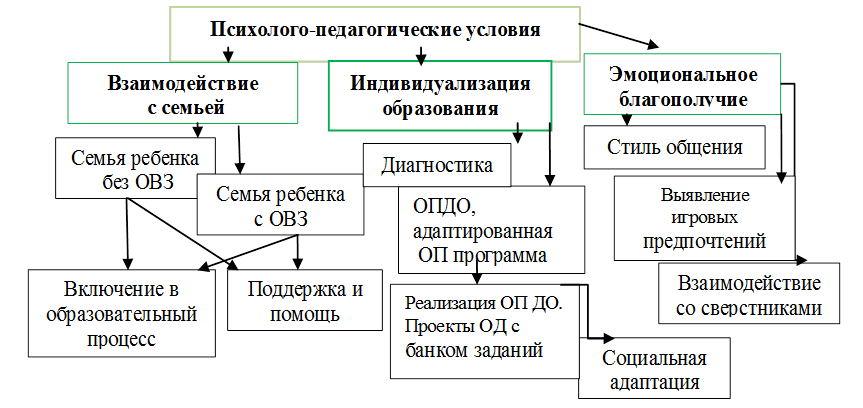 Психолого-педагогические условия
Взаимодействие
с семьей
Индивидуализация
образования
Эмоциональное
благополучие
Семья ребенка
без ОВЗ
Семья ребенка
с ОВЗ
Включение в
образовательный
процесс
Поддержка и
помощь
Диагностика
ОПДО,
адаптированная
ОП программа
Реализация ОП ДО.
Проекты ОД с
банком заданий
Социальная
адаптация
Стиль общения
Выявление
игровых
предпочтений
Взаимодействие
со сверстниками